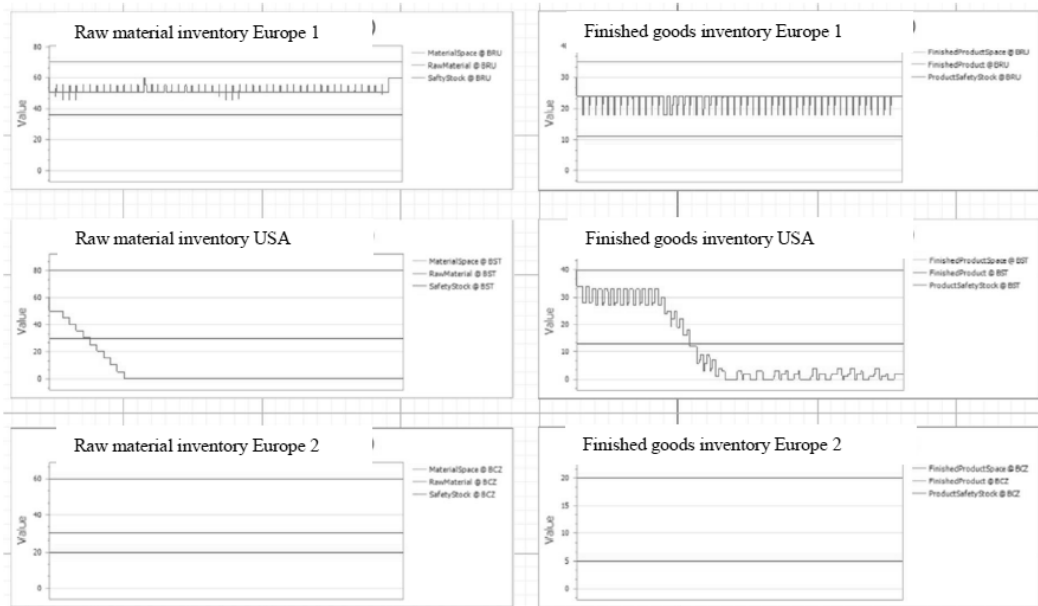 Raw material inventory Europe 1
80
60
40
20
0
Value
MaterialSpace @ BRU
RawMaterial @ BRU
SaftyStock @ BRU
Finished goods inventory Europe 1
30
20
10
0
Value
FinishedProductSpace @ BRU
FinishedProduct @ BRU
ProductSafetyStock @ BRU
Raw material inventory USA
80
60
40
20
0
Value
MaterialSpace @ BST
RawMaterial @ BST
SafetyStock @ BST
Finished goods inventory USA
40
30
20
10
0
Value
FinishedProductSpace @ BST
FinishedProduct @ BST
ProductSafetyStock @ BST
Raw material inventory Europe 2
60
40
20
0
Value
MaterialSpace @ BCZ
RawMaterial @ BCZ
SafetyStock @ BCZ
Finished goods inventory Europe 2
20
15
10
5
0
Value
FinishedProductSpace @ BCZ
FinishedProduct @ BCZ
ProductSafetyStock @ BCZ